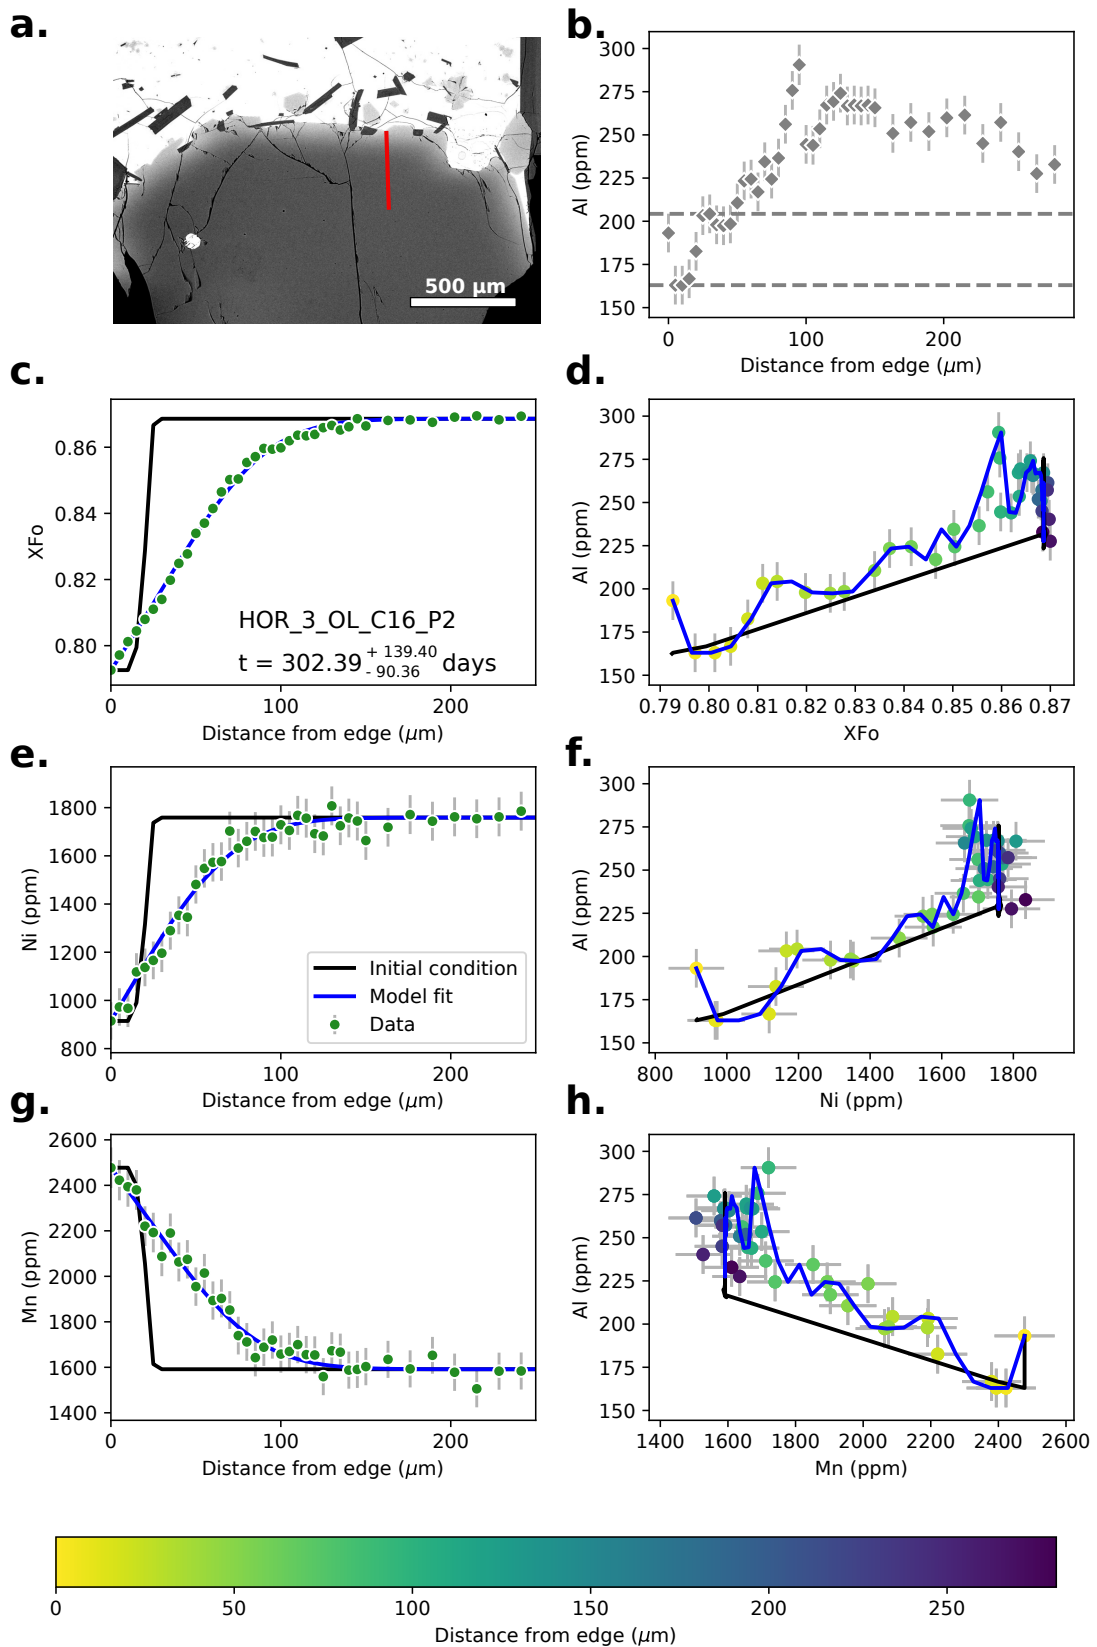 a.
500 µm
b.
300
275
250
225
200
175
150
Al (ppm)
0
100
200
Distance from edge (µm)
c.
0.86
0.84
0.82
0.80
XFo
HOR_3_OL_C16_P2
t = 302.39 + 139.40 - 90.36 days
0
100
200
Distance from edge (µm)
d.
300
275
250
225
200
175
150
Al (ppm)
0.79 0.80 0.81 0.82 0.83 0.84 0.85 0.86 0.87
XFo
e.
1800
1600
1400
1200
1000
800
Ni (ppm)
Initial condition
Model fit
Data
0
100
200
Distance from edge (µm)
f.
300
275
250
225
200
175
150
Al (ppm)
800 1000 1200 1400 1600 1800
Ni (ppm)
g.
2600
2400
2200
2000
1800
1600
1400
Mn (ppm)
0
100
200
Distance from edge (µm)
h.
300
275
250
225
200
175
150
Al (ppm)
1400 1600 1800 2000 2200 2400 2600
Mn (ppm)
0 50 100 150 200 250
Distance from edge (µm)